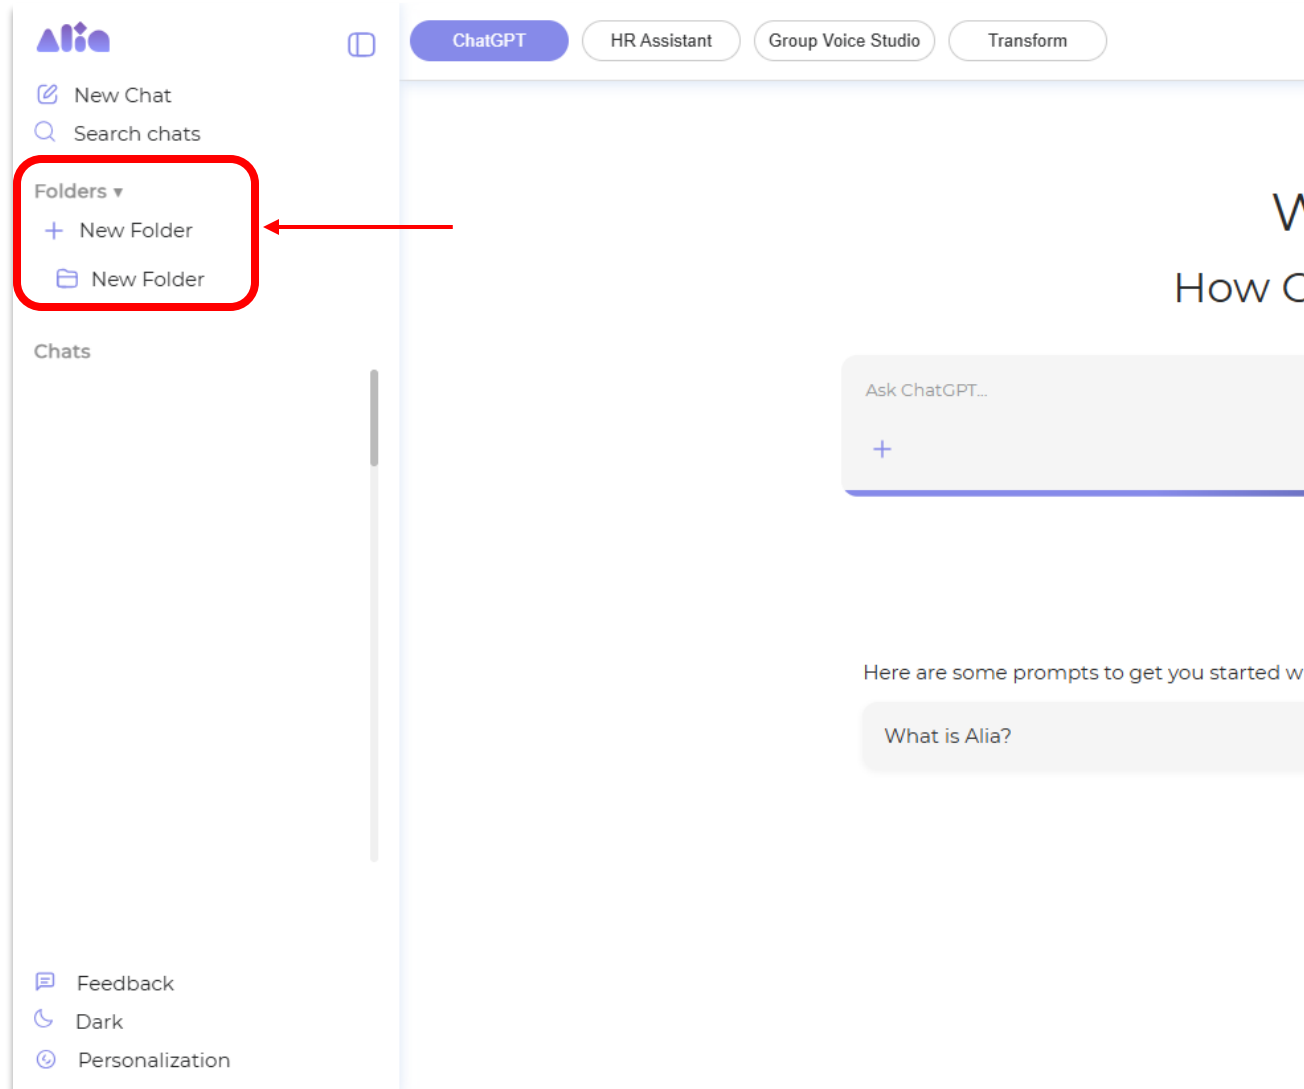 Alia
ChatGPT
HR Assistant
Group Voice Studio
Transform
New Chat
Search chats
Folders ▾
+ New Folder
New Folder
Chats
How
Ask ChatGPT...
+
Here are some prompts to get you started
What is Alia?
Feedback
Dark
Personalization